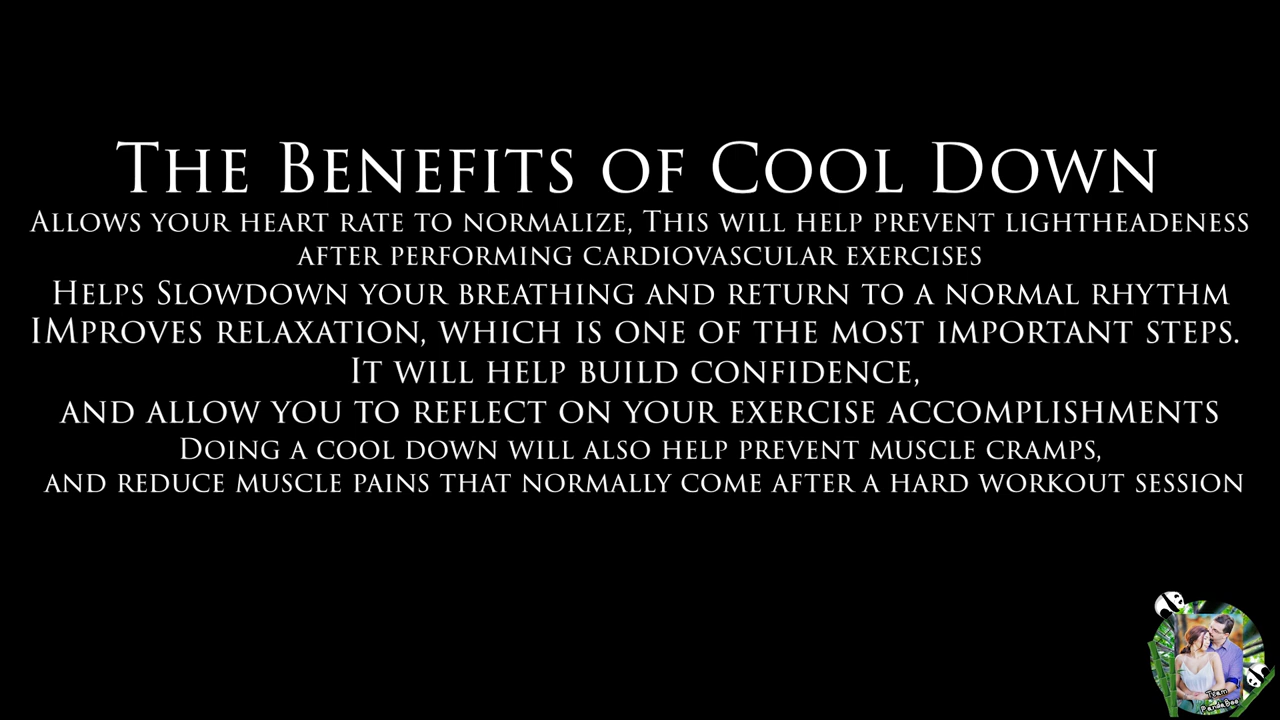 The Benefits of Cool Down
Allows your heart rate to normalize, This will help prevent lightheadeness
after performing cardiovascular exercises
Helps Slowdown your breathing and return to a normal rhythm
IMproves relaxation, which is one of the most important steps.
It will help build confidence,
and allow you to reflect on your exercise accomplishments
Doing a cool down will also help prevent muscle cramps,
and reduce muscle pains that normally come after a hard workout session
Team
PandaBoo